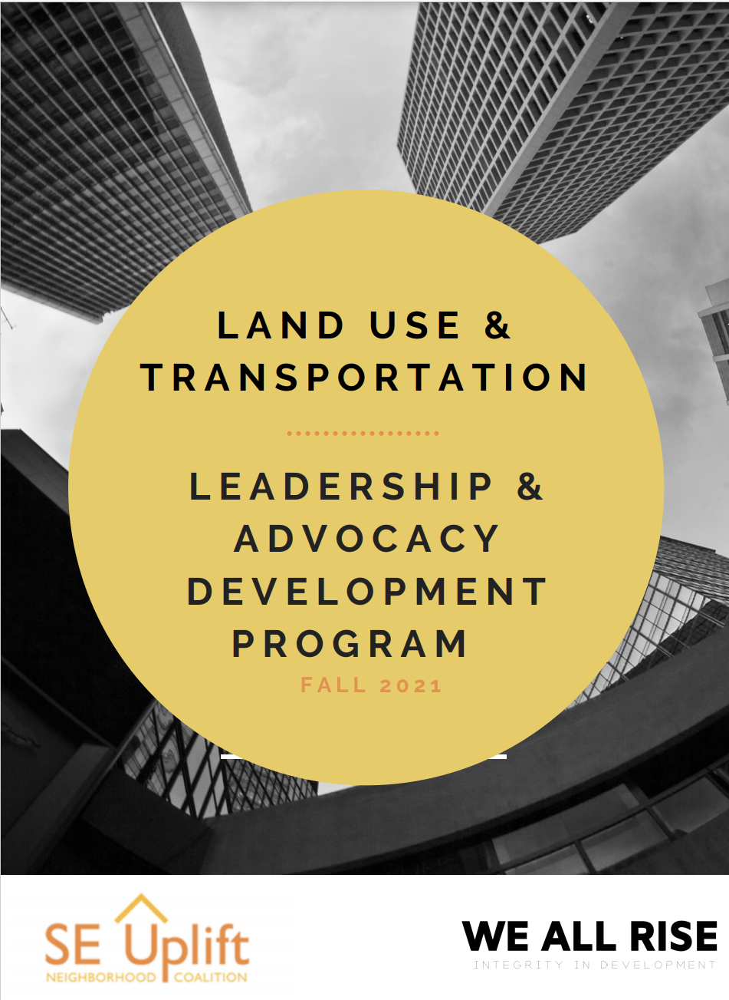 LAND USE &
TRANSPORTATION
LEADERSHIP &
ADVOCACY
DEVELOPMENT
PROGRAM
FALL 2021
SE Uplift
NEIGHBORHOOD COALITION
WE ALL RISE
INTEGRITY IN DEVELOPMENT